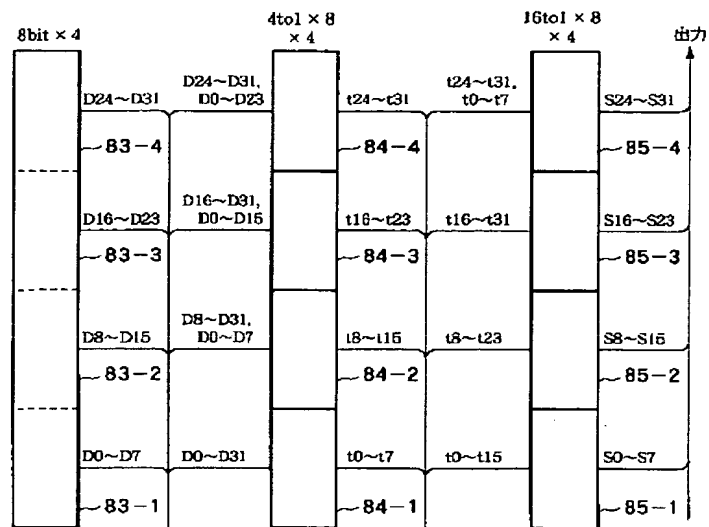 8bit × 4
4to1 × 8
× 4
16to1 × 8
× 4
出力
D24~D31
D24~D31,
D0~D23
t24~t31
t24~t31,
t0~t7
S24~S31
83-4
84-4
85-4
D16~D23
D16~D31,
D0~D15
t16~t23
t16~t31
S16~S23
83-3
84-3
85-3
D8~D15
D8~D31,
D0~D7
t8~t15
t8~t23
S8~S15
83-2
84-2
85-2
D0~D7
D0~D31
t0~t7
t0~t15
S0~S7
83-1
84-1
85-1